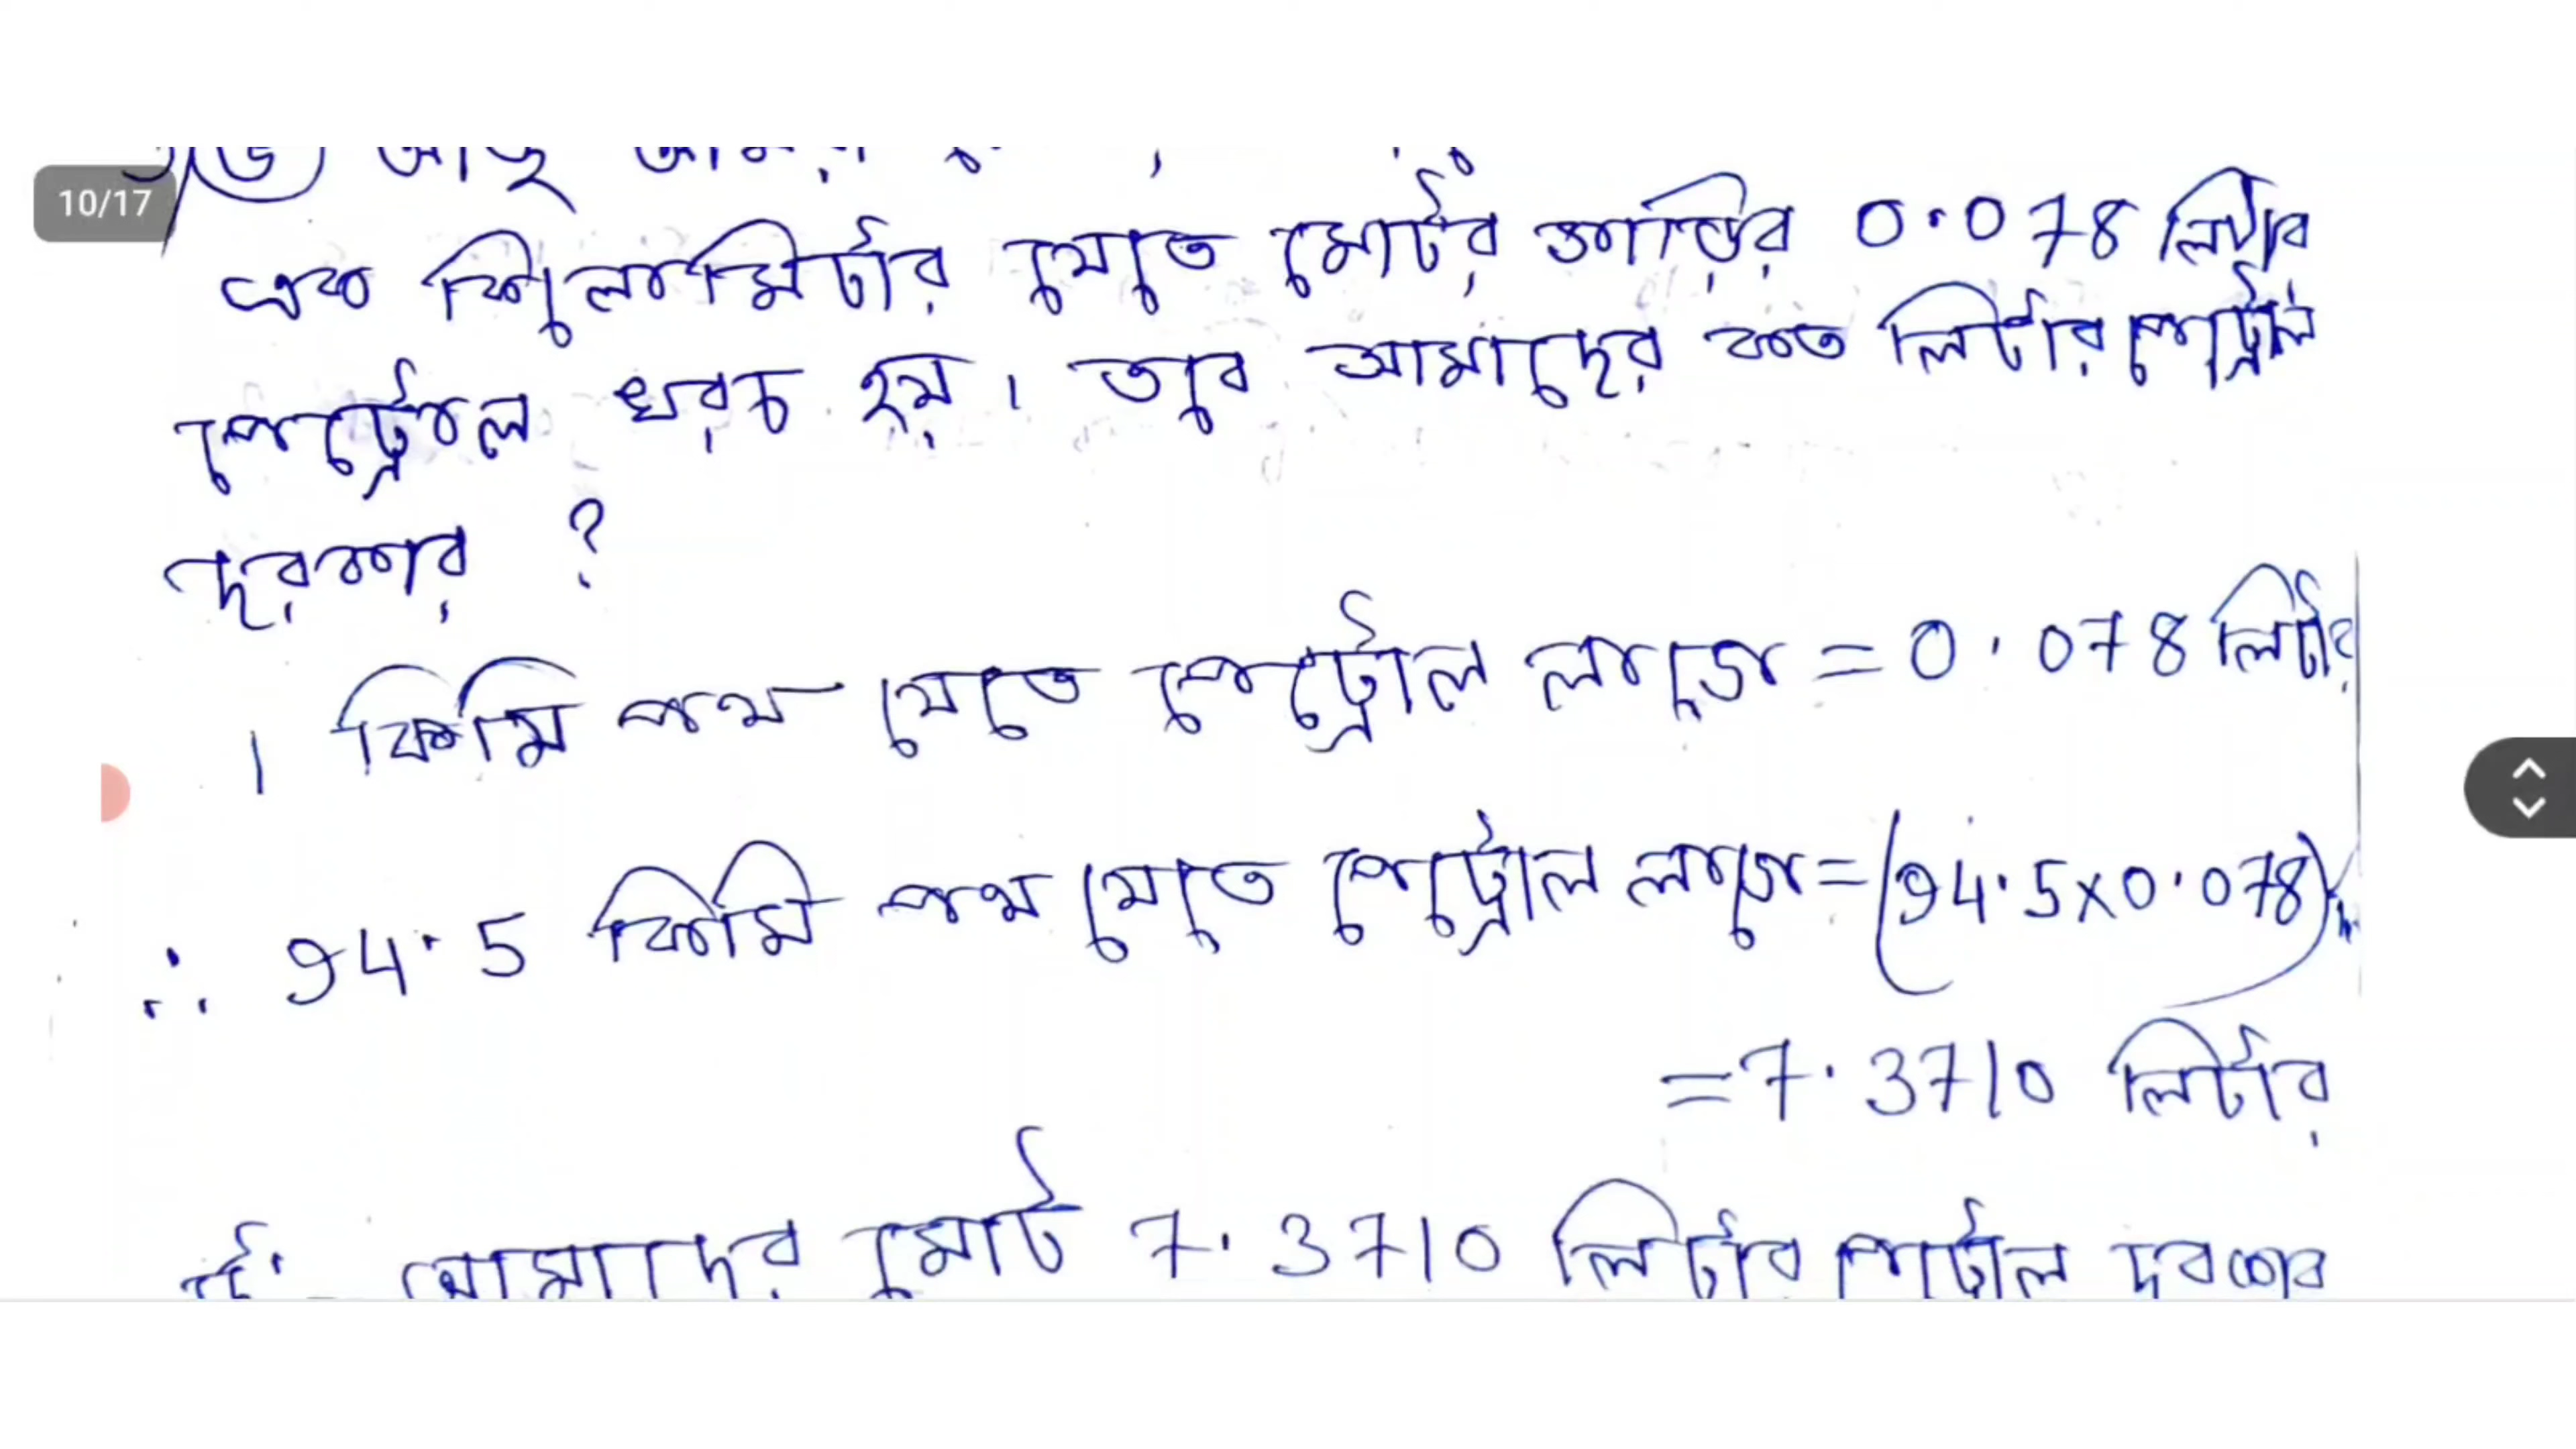 10/17
এক কিলোমিটার যেতে মোটর গাড়ির 0.078 লিটার
পেট্রোল খরচ হয়। তবে আমাদের কত লিটার পেট্রোল
দরকার ?
1 কিমি পথ যেতে পেট্রোল লাগে = 0.078 লিটার
∴ 94.5 কিমি পথ যেতে পেট্রোল লাগে = (94.5×0.078)
= 7.3710 লিটার
আমাদের মোট 7.3710 লিটার দরকার